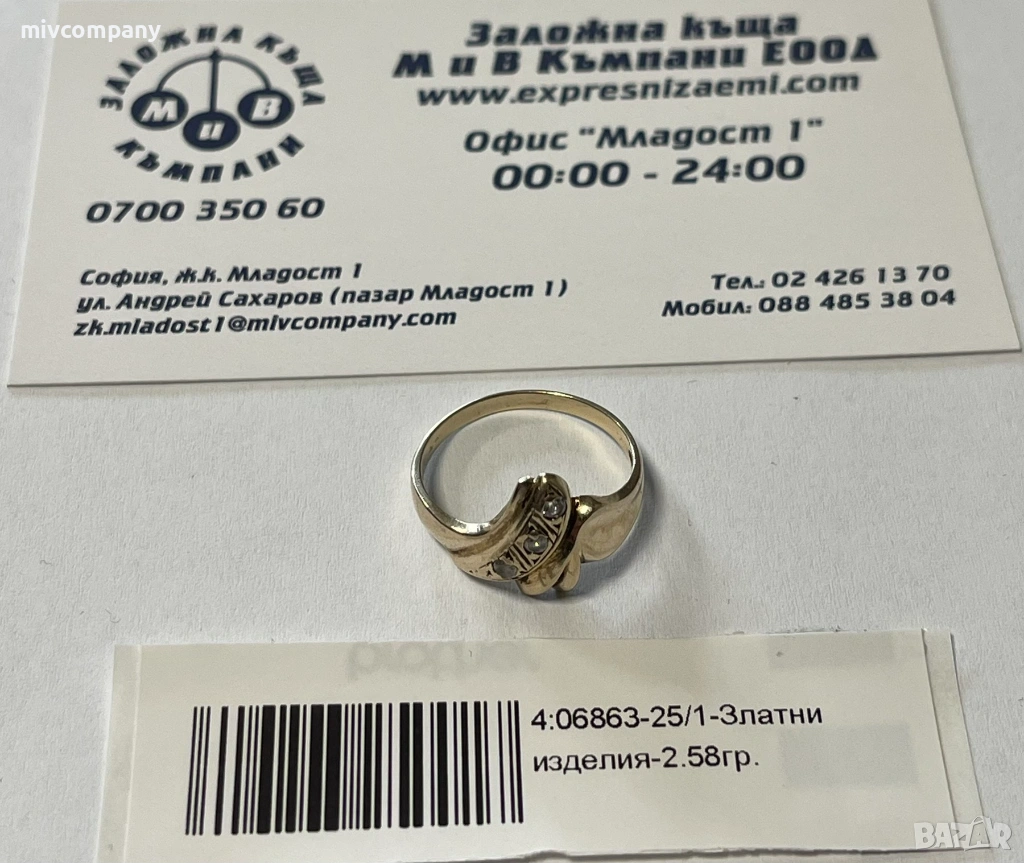 mivcompany
ЗАЛОЖНА КЪЩА
М и В
КЪМПАНИ
0700 350 60
Заложна къща
М и В Къмпани ЕООД
www.expresnizaemi.com
Офис "Младост 1"
00:00 - 24:00
София, ж.к. Младост 1
ул. Андрей Сахаров (пазар Младост 1)
zk.mladost1@mivcompany.com
Тел.: 02 426 13 70
Мобил: 088 485 38 04
4:06863-25/1-Златни
изделия-2.58гр.
BAZAR